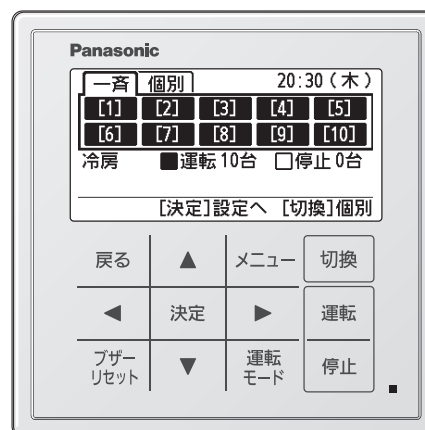 Panasonic
一斉 個別 20:30(木)
[1] [2] [3] [4] [5]
[6] [7] [8] [9] [10]
冷房 ■運転10台 □停止0台
[決定]設定へ [切換]個別
戻る ▲ メニュー 切換
◀ 決定 ▶ 運転
ブザー
リセット
▼
運転
モード
停止